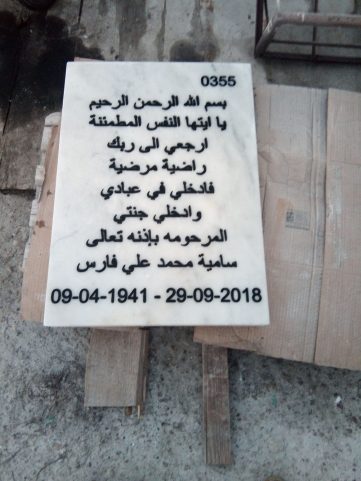 0355
بسم الله الرحمن الرحيم
يا ايتها النفس المطمئنة
ارجعي الى ربك
راضية مرضية
فادخلي في عبادي
وادخلي جنتي
المرحومه بإذنه تعالى
سامية محمد علي فارس
09-04-1941 - 29-09-2018